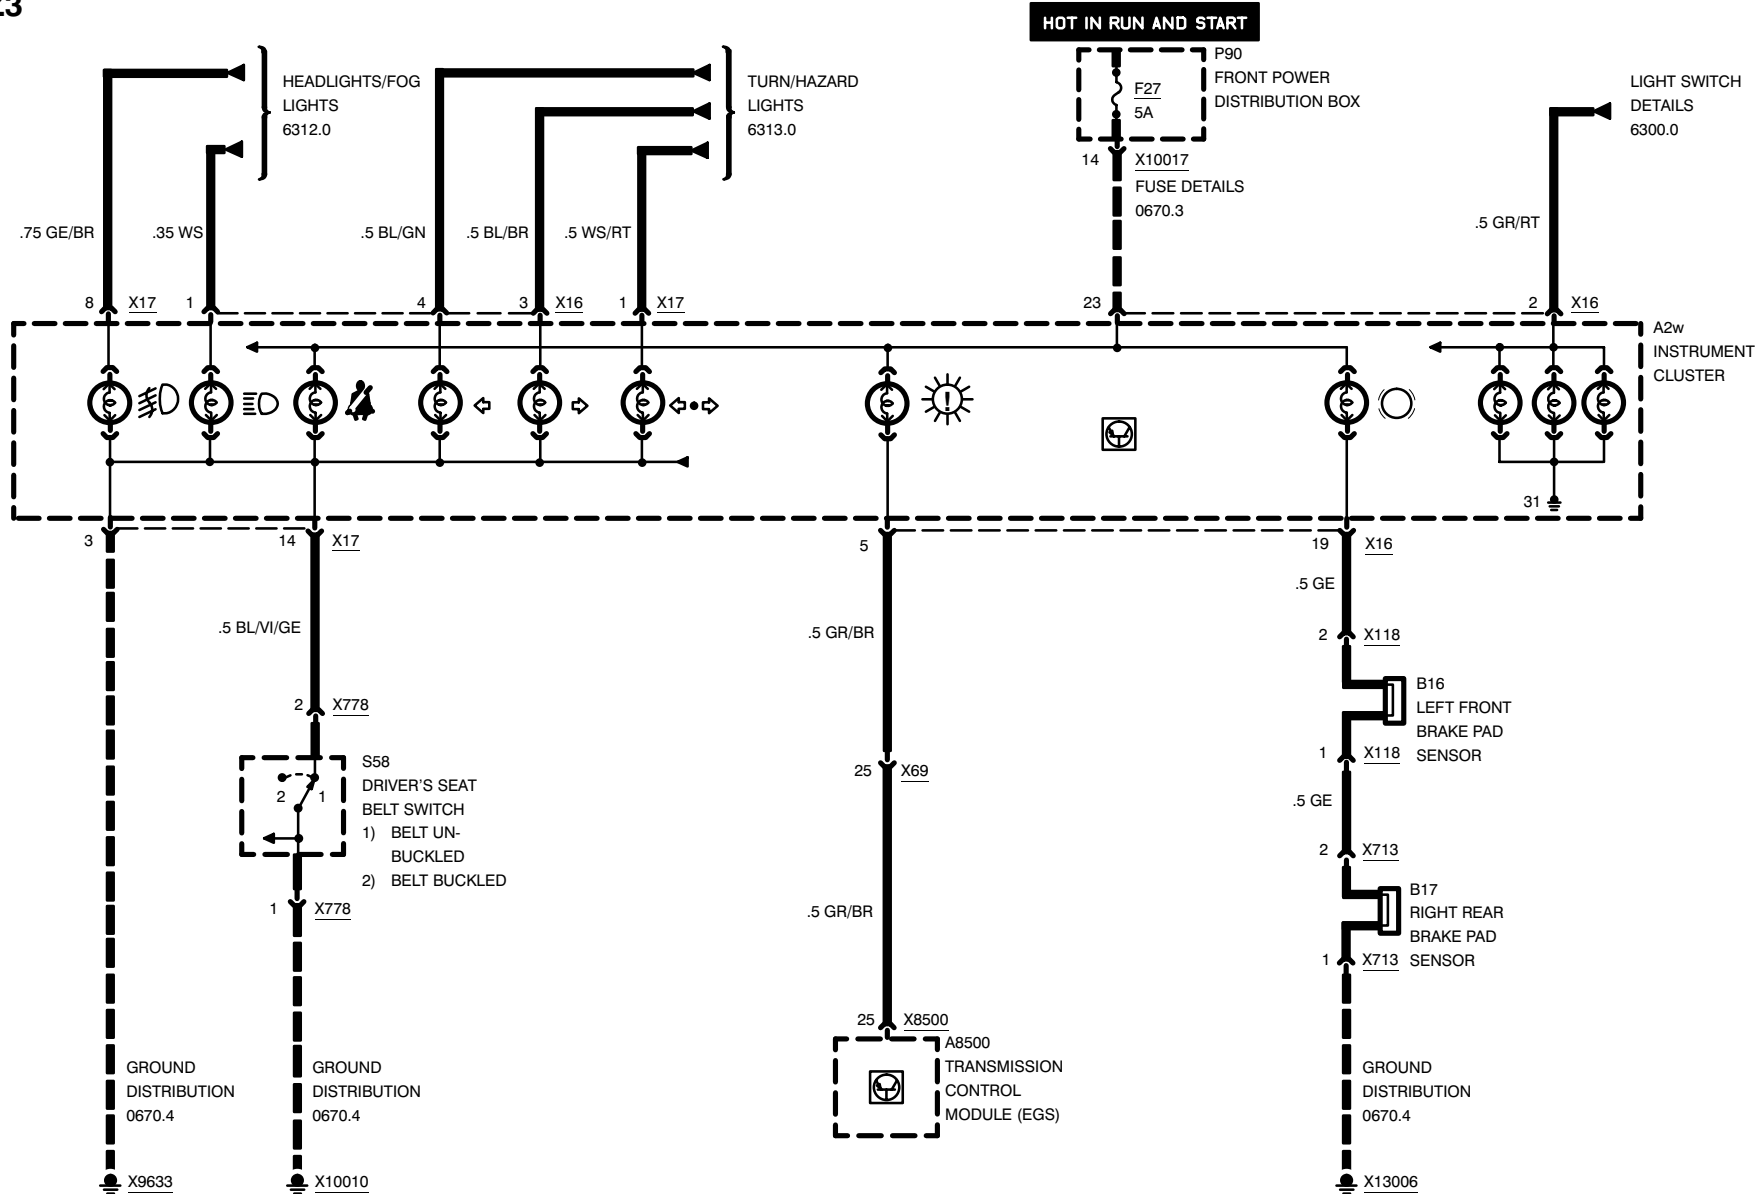 23
HOT IN RUN AND START
HEADLIGHTS/FOG
LIGHTS
6312.0
TURN/HAZARD
LIGHTS
6313.0
P90
FRONT POWER
DISTRIBUTION BOX
F27
5A
14 X10017
FUSE DETAILS
0670.3
LIGHT SWITCH
DETAILS
6300.0
.75 GE/BR
.35 WS
.5 BL/GN
.5 BL/BR
.5 WS/RT
.5 GR/RT
8 X17
1
4
3 X16
1 X17
23
2 X16
A2w
INSTRUMENT
CLUSTER
31
3
14 X17
5
19 X16
.5 GE
.5 BL/VI/GE
.5 GR/BR
2 X118
B16
LEFT FRONT
BRAKE PAD
SENSOR
1 X118
2 X778
S58
DRIVER'S SEAT
BELT SWITCH
1) BELT UN-
BUCKLED
2) BELT BUCKLED
2 1
25 X69
.5 GE
2 X713
B17
RIGHT REAR
BRAKE PAD
SENSOR
1 X713
1 X778
.5 GR/BR
25 X8500
A8500
TRANSMISSION
CONTROL
MODULE (EGS)
GROUND
DISTRIBUTION
0670.4
GROUND
DISTRIBUTION
0670.4
GROUND
DISTRIBUTION
0670.4
X9633
X10010
X13006